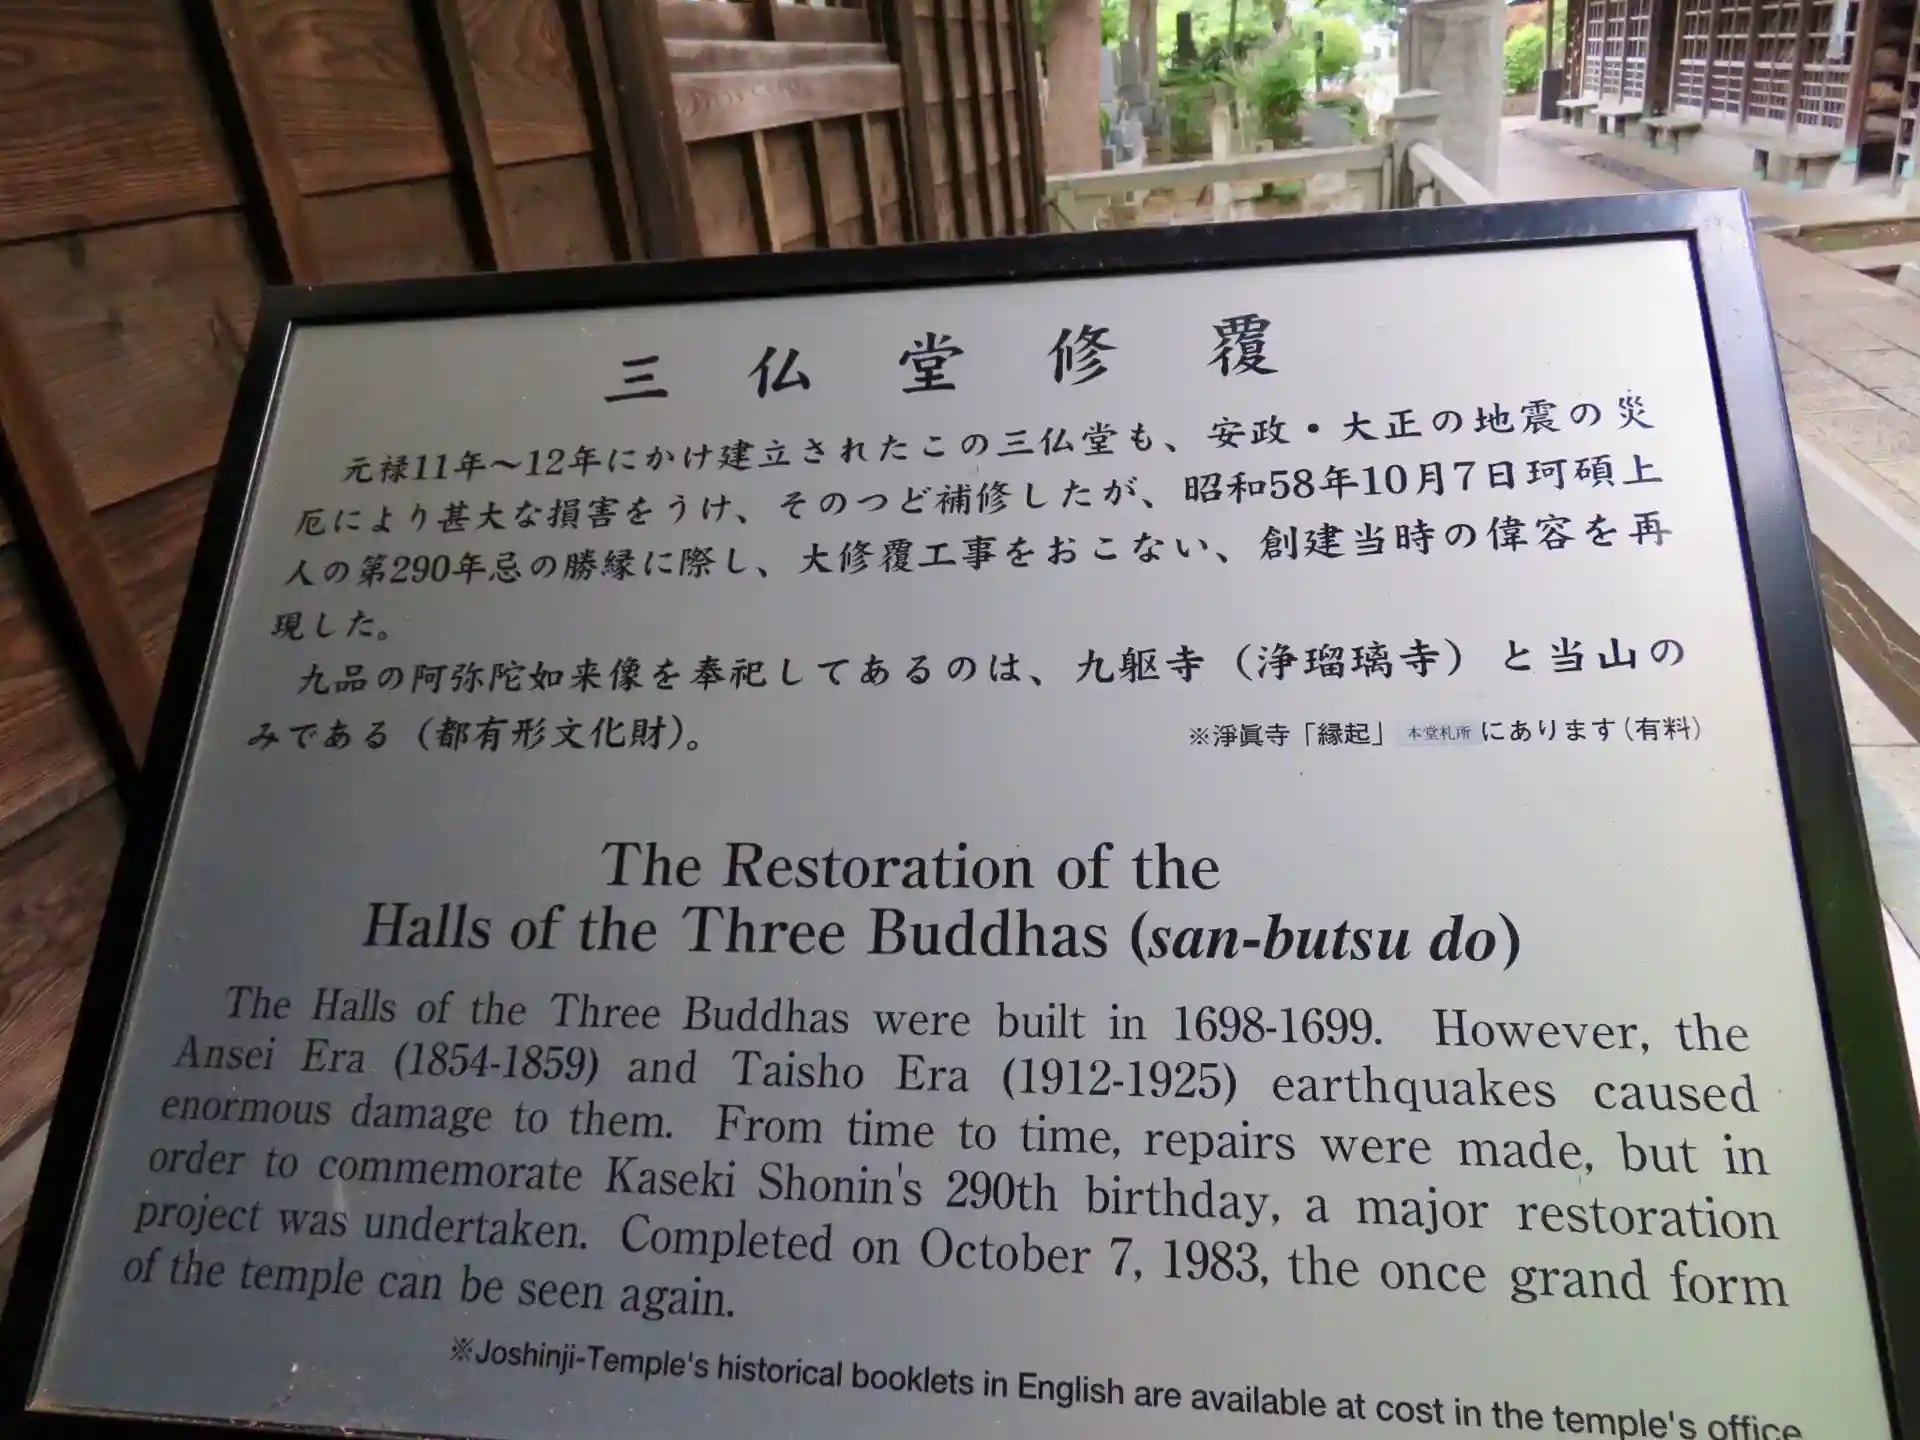 三仏堂修覆
元禄11年～12年にかけ建立されたこの三仏堂も、安政・大正の地震の災
厄により甚大な損害をうけ、そのつど補修したが、昭和58年10月7日珂碩上
人の第290年忌の勝縁に際し、大修覆工事をおこない、創建当時の偉容を再
現した。
九品の阿弥陀如来像を奉祀してあるのは、九躯寺（浄瑠璃寺）と当山の
みである（都有形文化財）。
※淨眞寺「縁起」本堂札所にあります（有料）
The Restoration of the
Halls of the Three Buddhas (san-butsu do)
The Halls of the Three Buddhas were built in 1698-1699. However, the
Ansei Era (1854-1859) and Taisho Era (1912-1925) earthquakes caused
enormous damage to them. From time to time, repairs were made, but in
order to commemorate Kaseki Shonin's 290th birthday, a major restoration
project was undertaken. Completed on October 7, 1983, the once grand form
of the temple can be seen again.
※Joshinji-Temple's historical booklets in English are available at cost in the temple's office